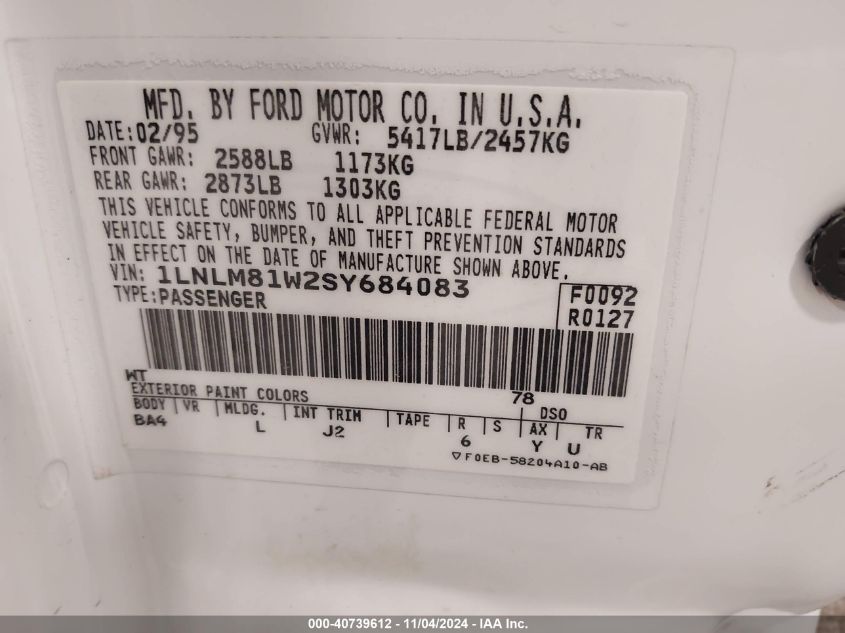 MFD. BY FORD MOTOR CO. IN U.S.A.
DATE: 02/95 GVWR: 5417LB/2457KG
FRONT GAWR: 2588LB 1173KG
REAR GAWR: 2873LB 1303KG
THIS VEHICLE CONFORMS TO ALL APPLICABLE FEDERAL MOTOR
VEHICLE SAFETY, BUMPER, AND THEFT PREVENTION STANDARDS
IN EFFECT ON THE DATE OF MANUFACTURE SHOWN ABOVE.
VIN: 1LNLM81W2SY684083
TYPE: PASSENGER
F0092
R0127
WT 78
EXTERIOR PAINT COLORS DSO
BODY VR MLDG. INT TRIM TAPE R S AX TR
BA4 L J2 6 Y U
▽F0EB-58204A10-AB
000-40739612 - 11/04/2024 - IAA Inc.